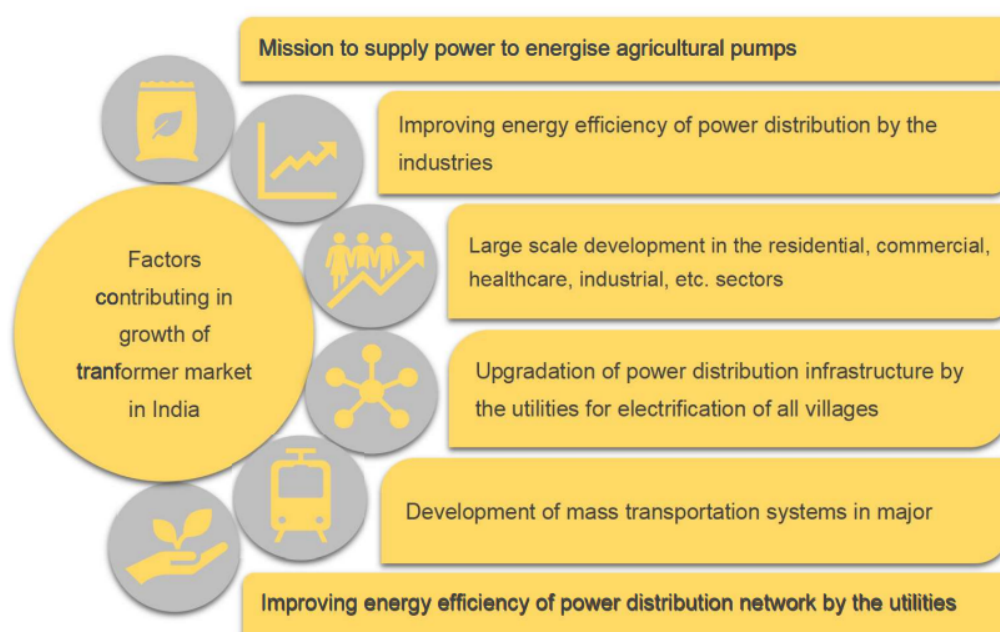 Mission to supply power to energise agricultural pumps
Improving energy efficiency of power distribution by the
industries
Factors
contributing in
growth of
tranformer market
in India
Large scale development in the residential, commercial,
healthcare, industrial, etc. sectors
Upgradation of power distribution infrastructure by
the utilities for electrification of all villages
Development of mass transportation systems in major
Improving energy efficiency of power distribution network by the utilities